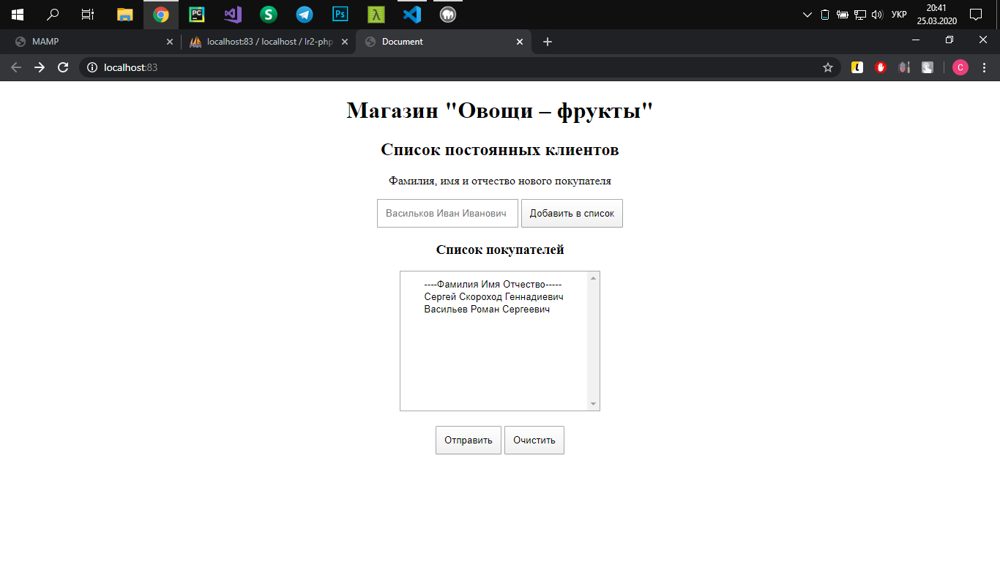 УКР
20:41
25.03.2020
MAMP
localhost:83 / localhost / lr2-php
Document
localhost:83
C
Магазин "Овощи – фрукты"
Список постоянных клиентов
Фамилия, имя и отчество нового покупателя
Васильков Иван Иванович
Добавить в список
Список покупателей
----Фамилия Имя Отчество-----
Сергей Скороход Геннадиевич
Васильев Роман Сергеевич
Отправить
Очистить